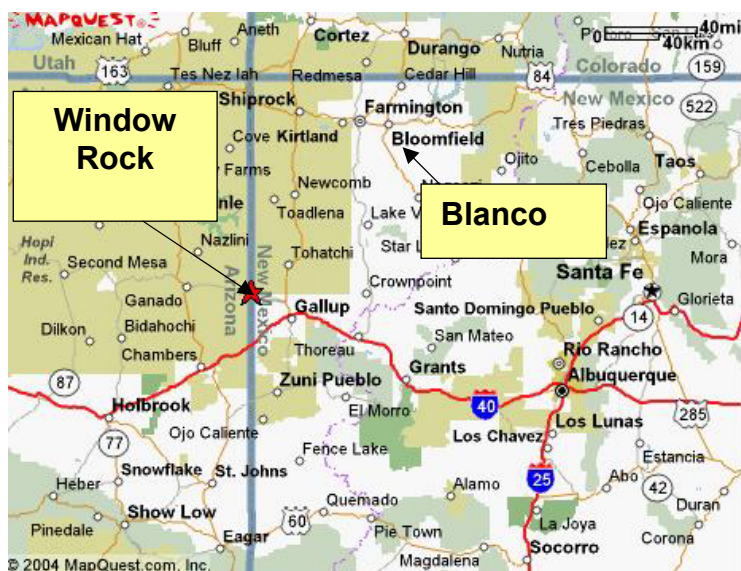 MAPQUEST
40mi
0 40km
Mexican Hat
Bluff
Aneth
Cortez
Durango
Nutria
Utah
163
Tes Nez Iah
Redmesa
Cedar Hill
84
Colorado
159
New Mexico
522
Window
Rock
Shiprock
Farmington
Cove
Kirtland
Bloomfield
Tres Piedras
Farms
Newcomb
Ojito
Cebolla
Taos
Blanco
Toadlena
Lake V
Ojo Caliente
Espanola
Hopi
Ind.
Res.
Nazlini
Tohatchi
Star L
Mora
Second Mesa
Arizona
New Mexico
Crownpoint
Santa Fe
Ganado
Gallup
Santo Domingo Pueblo
14
Glorieta
Dilkon
Bidahochi
San Mateo
Thoreau
Rio Rancho
Chambers
Grants
87
Zuni Pueblo
Albuquerque
Holbrook
El Morro
40
285
Ojo Caliente
Los Lunas
77
Los Chavez
Fence Lake
Estancia
Heber
Snowflake
St. Johns
25
Abo
42
Alamo
Quemado
Duran
Show Low
60
La Joya
Pinedale
Pie Town
Corona
Eagar
Magdalena
Socorro
© 2004 MapQuest.com, Inc.